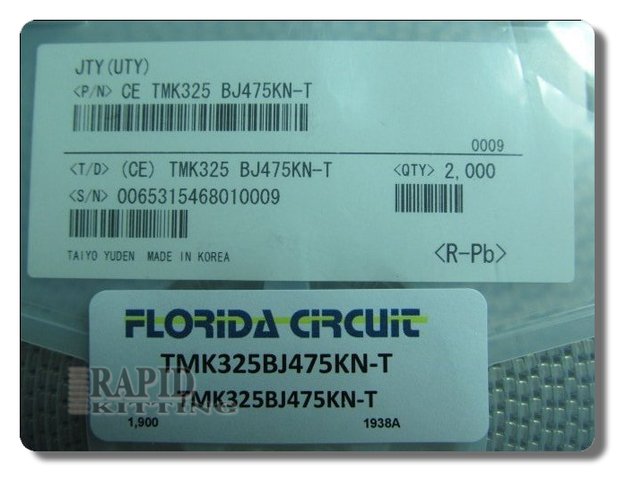 JTY(UTY)
<P/N> CE TMK325 BJ475KN-T
0009
<T/D> (CE) TMK325 BJ475KN-T <QTY> 2,000
<S/N> 0065315468010009
TAIYO YUDEN MADE IN KOREA <R-Pb>
FLORIDA CIRCUIT
TMK325BJ475KN-T
TMK325BJ475KN-T
RAPID
KITTING
1,900 1938A